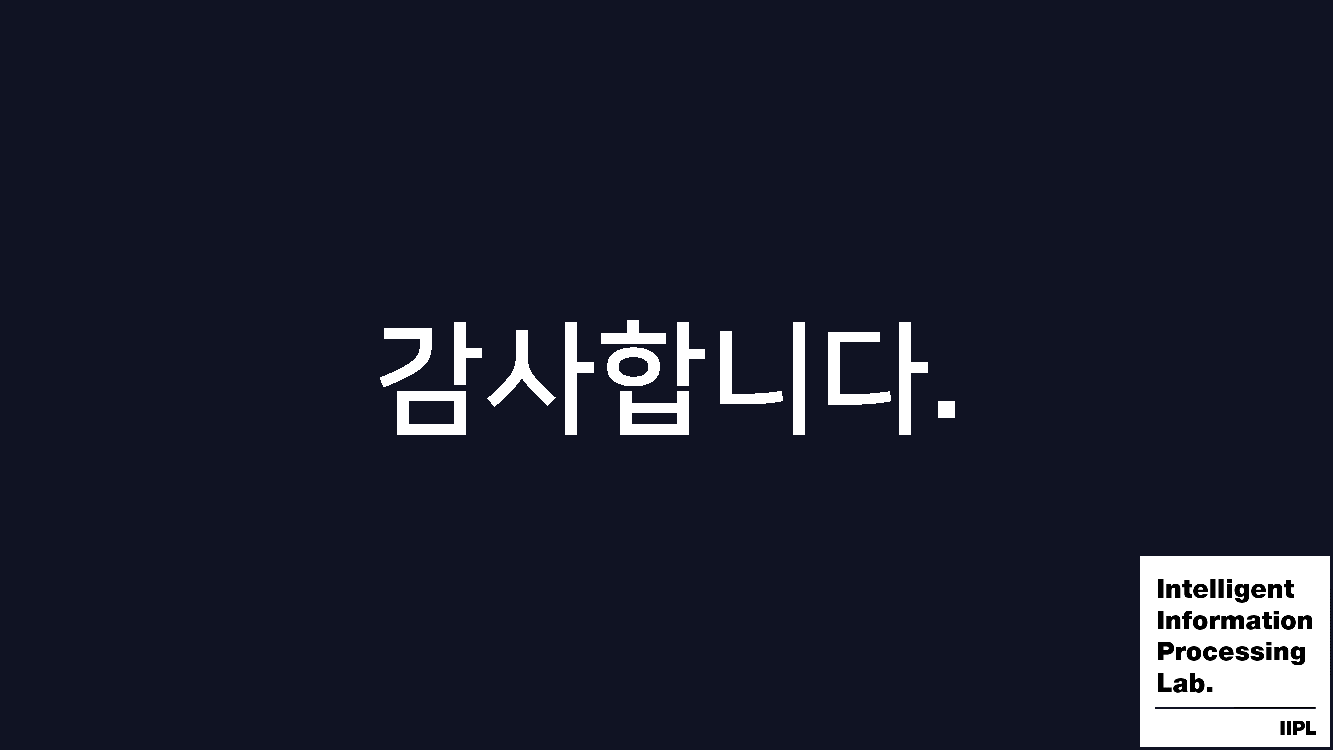 감사합니다.
Intelligent
Information
Processing
Lab.
IIPL